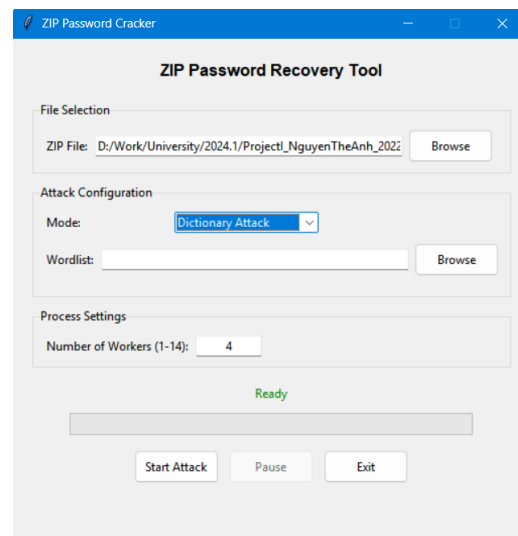 ZIP Password Cracker
ZIP Password Recovery Tool
File Selection
ZIP File: D:/Work/University/2024.1/ProjectI_NguyenTheAnh_2022 Browse
Attack Configuration
Mode: Dictionary Attack
Wordlist: Browse
Process Settings
Number of Workers (1-14): 4
Ready
Start Attack Pause Exit